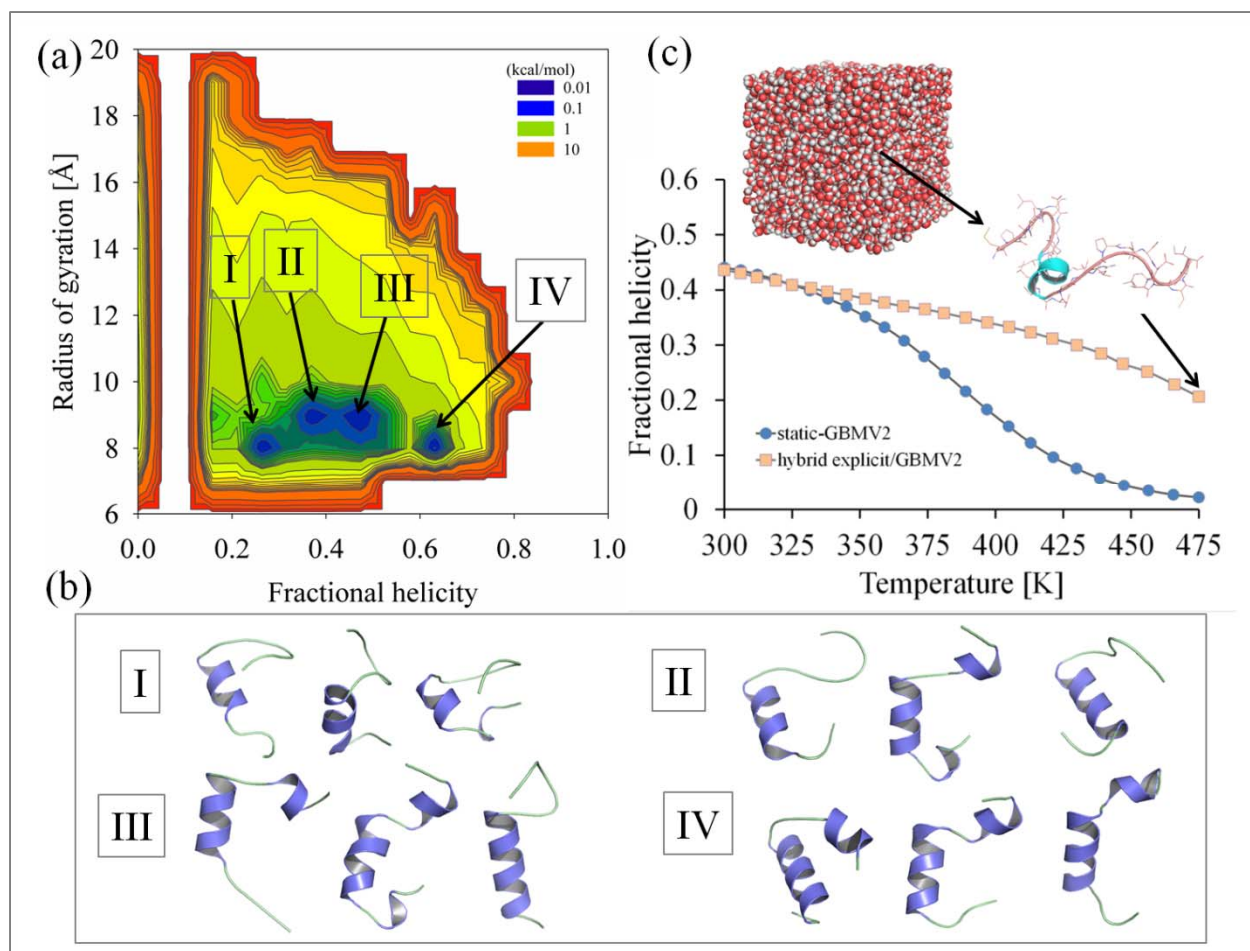 (a)
20
18
16
14
12
10
8
6
Radius of gyration [Å]
(kcal/mol)
0.01
0.1
1
10
I
II
III
IV
0.0
0.2
0.4
0.6
0.8
1.0
Fractional helicity
(c)
0.6
0.5
0.4
0.3
0.2
0.1
0
Fractional helicity
static-GBMV2
hybrid explicit/GBMV2
300
325
350
375
400
425
450
475
Temperature [K]
(b)
I
II
III
IV